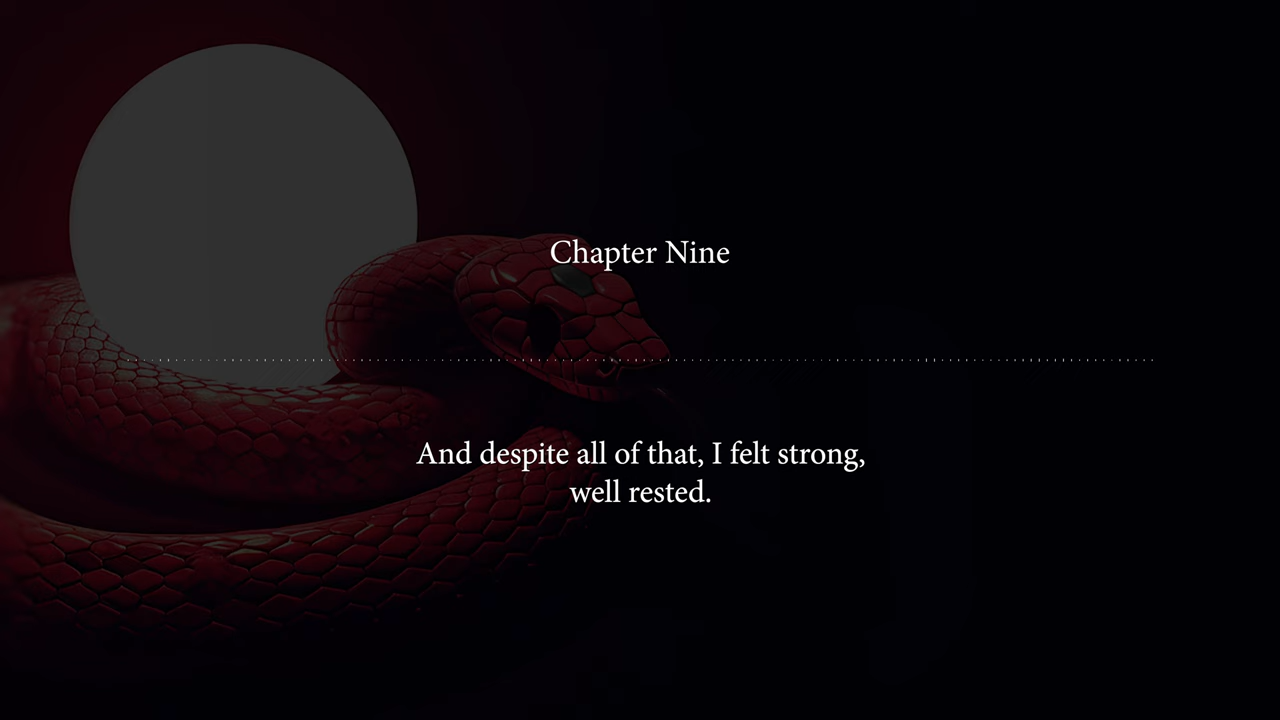 Chapter Nine
And despite all of that, I felt strong,
well rested.